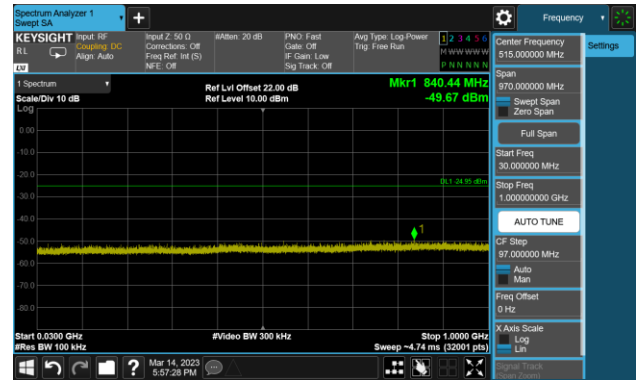 Spectrum Analyzer 1
Swept SA
Frequency
KEYSIGHT
RL
Input: RF
Coupling: DC
Align: Auto
Input Z: 50 Ω
Corrections: Off
Freq Ref: Int (S)
NFE: Off
#Atten: 20 dB
PNO: Fast
Gate: Off
IF Gain: Low
Sig Track: Off
Avg Type: Log-Power
Trig: Free Run
1 2 3 4 5 6
M W W W W W
P N N N N N
LXI
1 Spectrum
Scale/Div 10 dB
Log
Ref Lvl Offset 22.00 dB
Ref Level 10.00 dBm
Mkr1 840.44 MHz
-49.67 dBm
0.00
-10.0
-20.0
-30.0
-40.0
-50.0
-60.0
-70.0
-80.0
DL1 -24.95 dBm
1
Start 0.0300 GHz
#Res BW 100 kHz
#Video BW 300 kHz
Stop 1.0000 GHz
Sweep ~4.74 ms (32001 pts)
Center Frequency
515.000000 MHz
Settings
Span
970.000000 MHz
Swept Span
Zero Span
Full Span
Start Freq
30.000000 MHz
Stop Freq
1.000000000 GHz
AUTO TUNE
CF Step
97.000000 MHz
Auto
Man
Freq Offset
0 Hz
X Axis Scale
Log
Lin
Signal Track
(Span Zoom)
?
Mar 14, 2023
5:57:28 PM